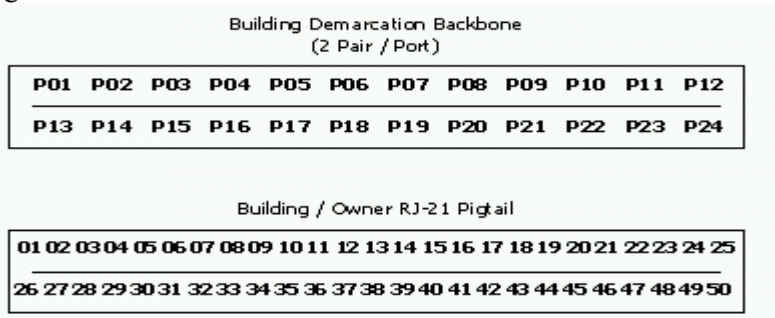 Building Demarcation Backbone
(2 Pair / Port)
P01 P02 P03 P04 P05 P06 P07 P08 P09 P10 P11 P12
P13 P14 P15 P16 P17 P18 P19 P20 P21 P22 P23 P24
Building / Owner RJ-21 Pigtail
01 02 03 04 05 06 07 08 09 10 11 12 13 14 15 16 17 18 19 20 21 22 23 24 25
26 27 28 29 30 31 32 33 34 35 36 37 38 39 40 41 42 43 44 45 46 47 48 49 50